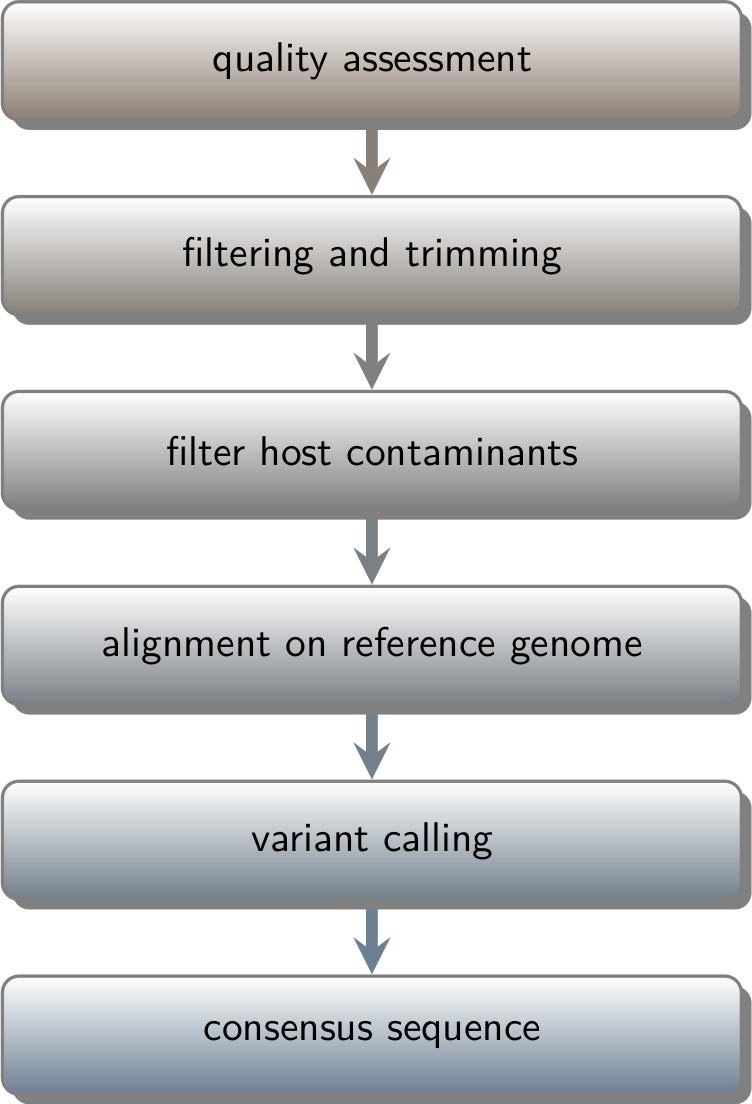 quality assessment
filtering and trimming
filter host contaminants
alignment on reference genome
variant calling
consensus sequence